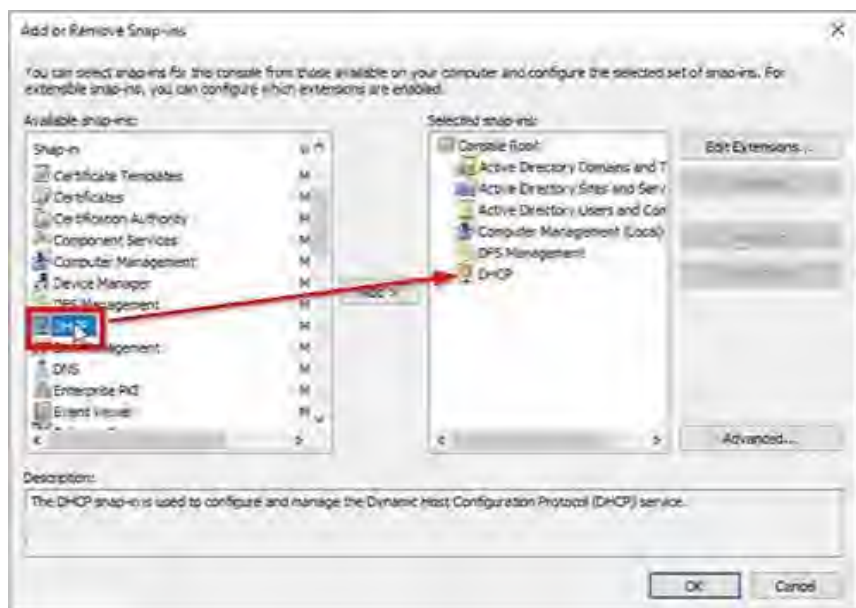 Add or Remove Snap-ins
You can select snap-ins for this console from those available on your computer and configure the selected set of snap-ins. For
extensible snap-ins, you can configure which extensions are enabled.
Available snap-ins:
Snap-in
Certificate Templates
Certificates
Certification Authority
Component Services
Computer Management
Device Manager
DFS Management
DHCP
Management
DNS
Enterprise PKI
Event Viewer
Add >
Selected snap-ins:
Console Root
Active Directory Domains and T
Active Directory Sites and Serv
Active Directory Users and Com
Computer Management (Local)
DFS Management
DHCP
Edit Extensions...
Advanced...
Description:
The DHCP snap-in is used to configure and manage the Dynamic Host Configuration Protocol (DHCP) service.
OK
Cancel